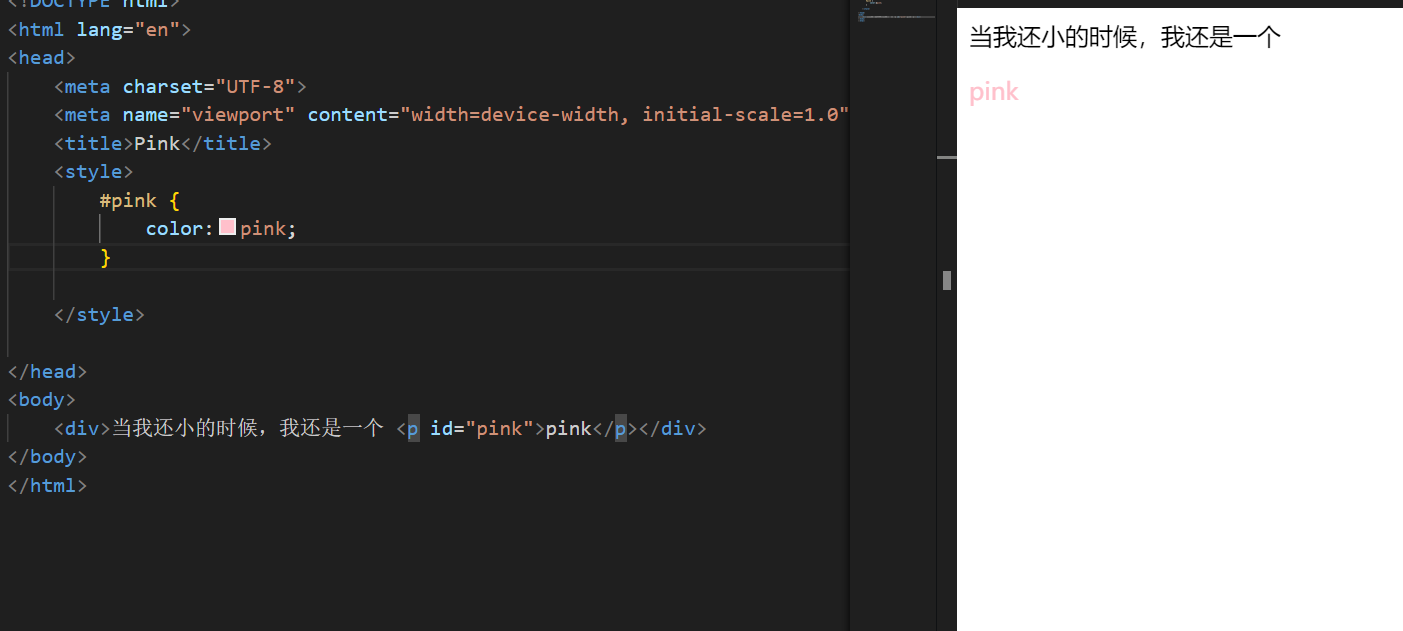 <!DOCTYPE html>
<html lang="en">
<head>
<meta charset="UTF-8">
<meta name="viewport" content="width=device-width, initial-scale=1.0"
<title>Pink</title>
<style>
#pink {
color: pink;
}
</style>
</head>
<body>
<div>当我还小的时候，我还是一个 <p id="pink">pink</p></div>
</body>
</html>
当我还小的时候，我还是一个
pink